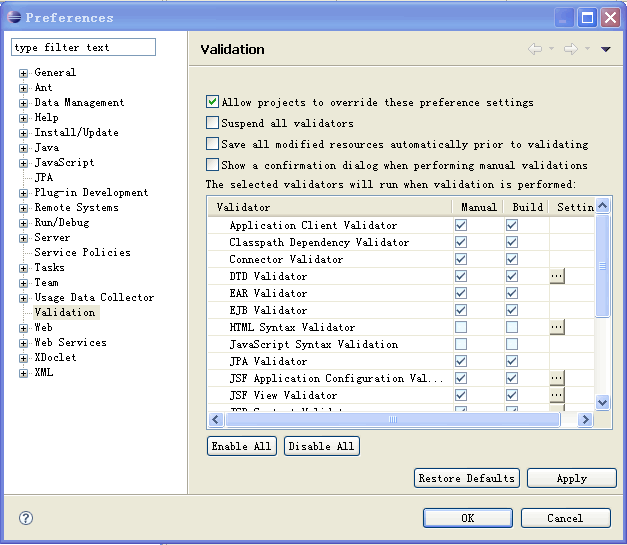 Preferences
type filter text
General
Ant
Data Management
Help
Install/Update
Java
JavaScript
JPA
Plug-in Development
Remote Systems
Run/Debug
Server
Service Policies
Tasks
Team
Usage Data Collector
Validation
Web
Web Services
XDoclet
XML
Validation
Allow projects to override these preference settings
Suspend all validators
Save all modified resources automatically prior to validating
Show a confirmation dialog when performing manual validations
The selected validators will run when validation is performed:
Validator Manual Build Settin
Application Client Validator
Classpath Dependency Validator
Connector Validator
DTD Validator ...
EAR Validator
EJB Validator
HTML Syntax Validator ...
JavaScript Syntax Validation
JPA Validator
JSF Application Configuration Val... ...
JSF View Validator ...
Enable All Disable All
Restore Defaults Apply
OK Cancel